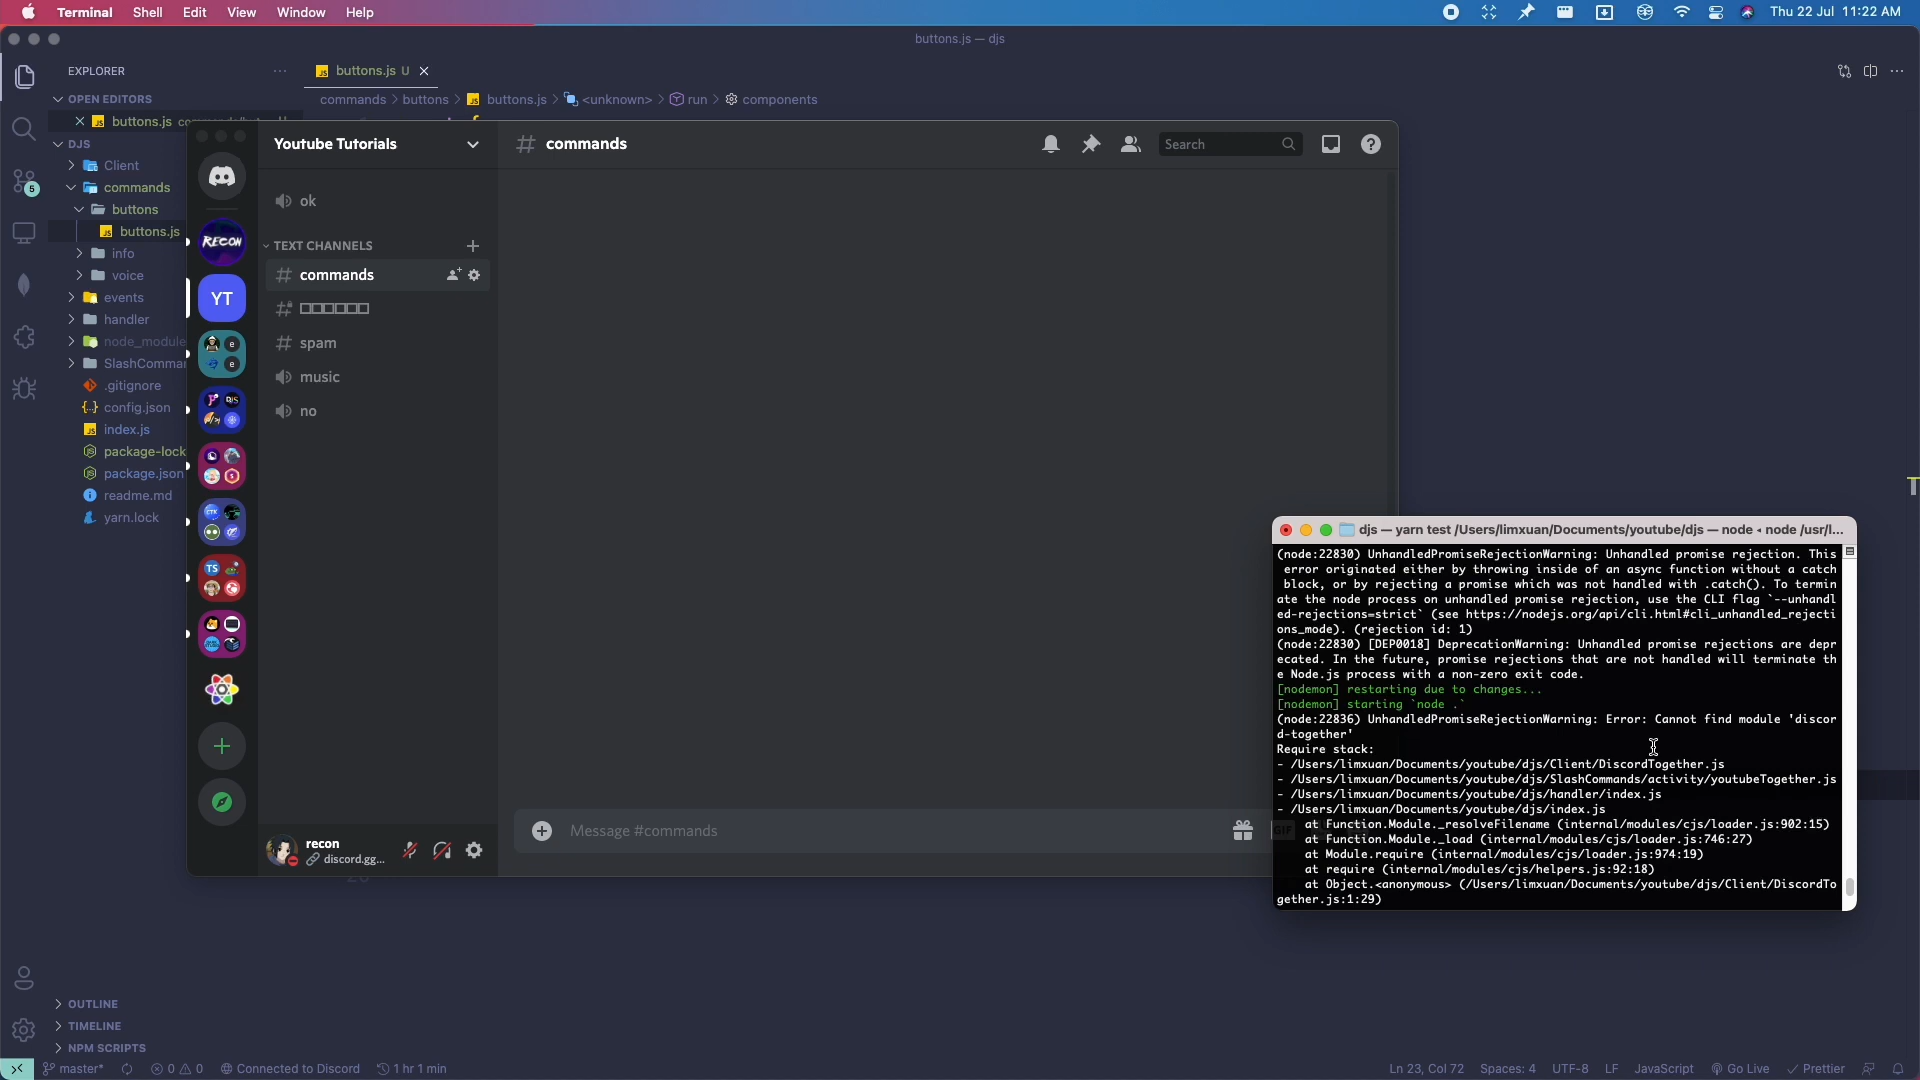 Terminal Shell Edit View Window Help
Thu 22 Jul 11:22 AM
buttons.js — djs
EXPLORER
buttons.js U
OPEN EDITORS
commands > buttons > buttons.js > <unknown> > run > components
buttons.js
DJS
Client
commands
buttons
buttons.js
info
voice
events
handler
node_module
SlashCommar
.gitignore
config.json
index.js
package-lock
package.json
readme.md
yarn.lock
5
OUTLINE
TIMELINE
NPM SCRIPTS
RECON
YT
e
e
DJS
CTK
TS
Youtube Tutorials
ok
TEXT CHANNELS
commands
spam
music
no
recon
discord.gg...
commands
Search
Message #commands
GIF
djs — yarn test /Users/limxuan/Documents/youtube/djs — node ◂ node /usr/l...
(node:22830) UnhandledPromiseRejectionWarning: Unhandled promise rejection. This
error originated either by throwing inside of an async function without a catch
block, or by rejecting a promise which was not handled with .catch(). To termin
ate the node process on unhandled promise rejection, use the CLI flag `--unhandl
ed-rejections=strict` (see https://nodejs.org/api/cli.html#cli_unhandled_rejecti
ons_mode). (rejection id: 1)
(node:22830) [DEP0018] DeprecationWarning: Unhandled promise rejections are depr
ecated. In the future, promise rejections that are not handled will terminate th
e Node.js process with a non-zero exit code.
[nodemon] restarting due to changes...
[nodemon] starting `node .`
(node:22836) UnhandledPromiseRejectionWarning: Error: Cannot find module 'discor
d-together'
Require stack:
- /Users/limxuan/Documents/youtube/djs/Client/DiscordTogether.js
- /Users/limxuan/Documents/youtube/djs/SlashCommands/activity/youtubeTogether.js
- /Users/limxuan/Documents/youtube/djs/handler/index.js
- /Users/limxuan/Documents/youtube/djs/index.js
at Function.Module._resolveFilename (internal/modules/cjs/loader.js:902:15)
at Function.Module._load (internal/modules/cjs/loader.js:746:27)
at Module.require (internal/modules/cjs/loader.js:974:19)
at require (internal/modules/cjs/helpers.js:92:18)
at Object.<anonymous> (/Users/limxuan/Documents/youtube/djs/Client/DiscordTo
gether.js:1:29)
master* 0 0 Connected to Discord 1 hr 1 min
Ln 23, Col 72 Spaces: 4 UTF-8 LF JavaScript Go Live Prettier